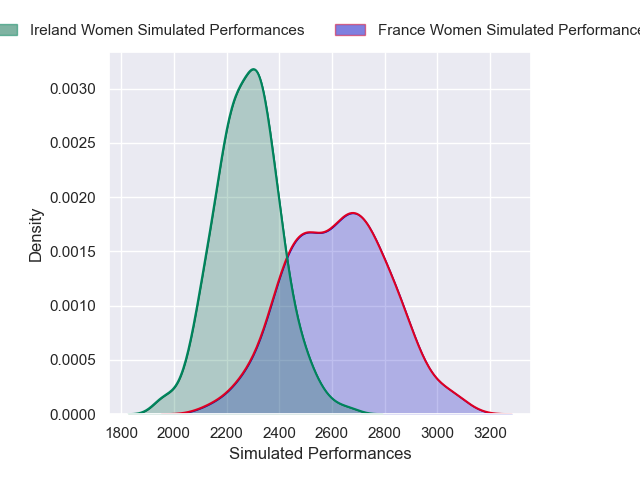 Ireland Women Simulated Performances France Women Simulated Performance
0.0030
0.0025
0.0020
0.0015
0.0010
0.0005
0.0000
Density
1800 2000 2200 2400 2600 2800 3000 3200
Simulated Performances